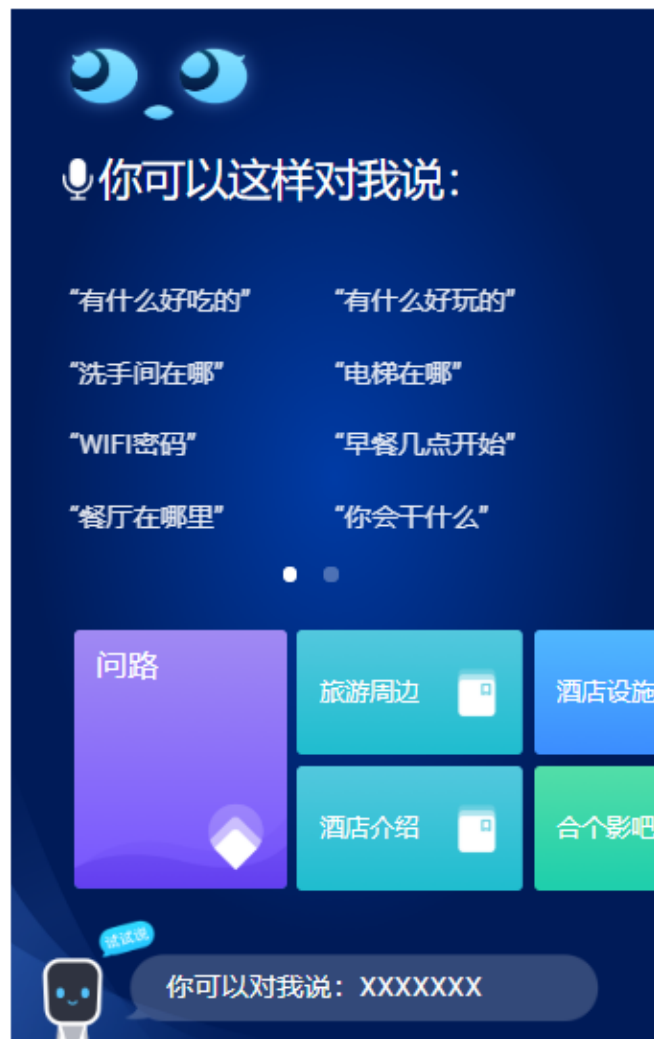 你可以这样对我说：
“有什么好吃的” “有什么好玩的”
“洗手间在哪” “电梯在哪”
“WIFI密码” “早餐几点开始”
“餐厅在哪里” “你会干什么”
问路
旅游周边
酒店设施
酒店介绍
合个影吧
试试说
你可以对我说：XXXXXXX